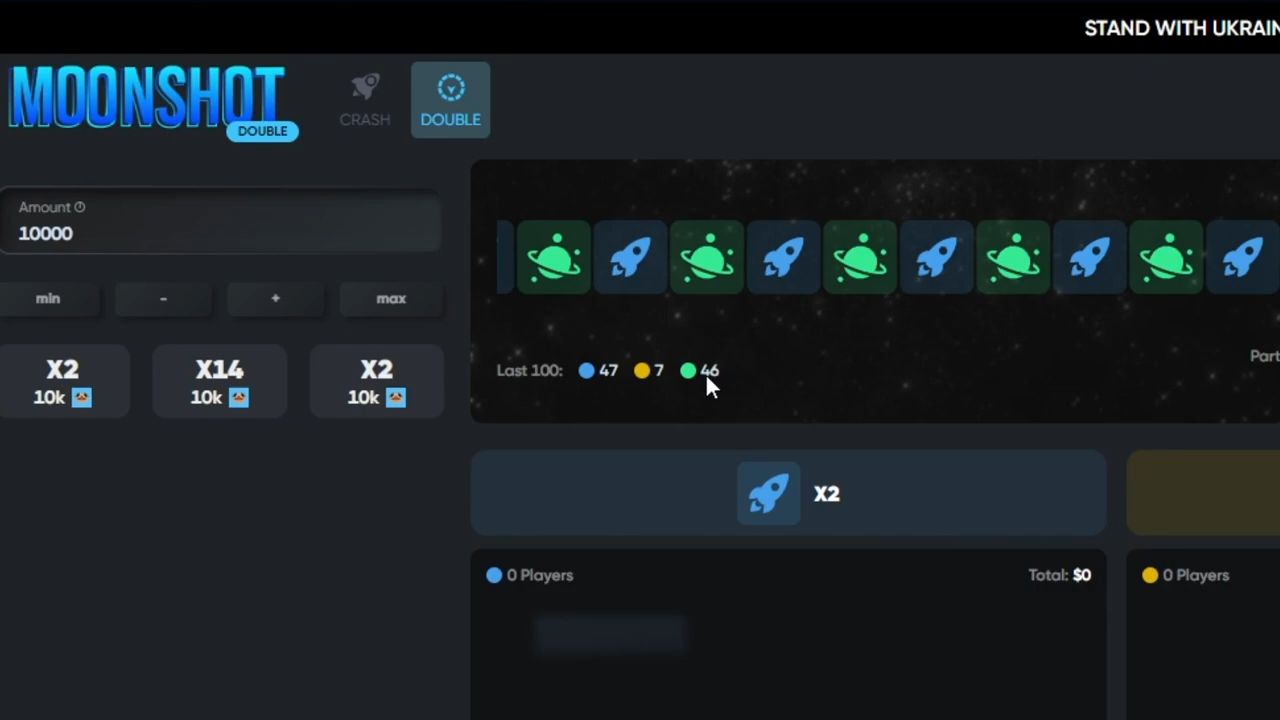 STAND WITH UKRAIN
MOONSHOT
DOUBLE
CRASH
DOUBLE
Amount
10000
min - + max
X2 X14 X2
10k 10k 10k
Last 100: 47 7 46
Part
X2
0 Players Total: $0 0 Players